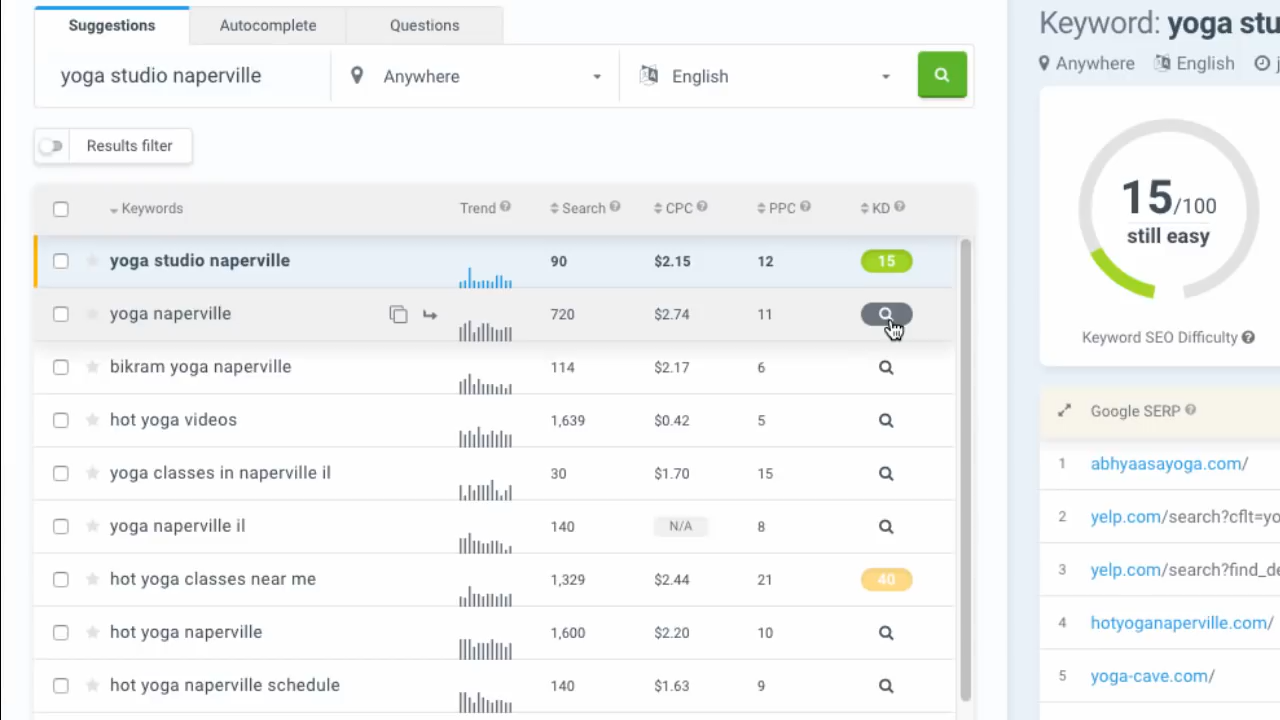 Suggestions
Autocomplete
Questions
yoga studio naperville
Anywhere
English
Results filter
Keywords Trend Search CPC PPC KD
yoga studio naperville 90 $2.15 12 15
yoga naperville 720 $2.74 11
bikram yoga naperville 114 $2.17 6
hot yoga videos 1,639 $0.42 5
yoga classes in naperville il 30 $1.70 15
yoga naperville il 140 N/A 8
hot yoga classes near me 1,329 $2.44 21 40
hot yoga naperville 1,600 $2.20 10
hot yoga naperville schedule 140 $1.63 9
Keyword: yoga stu
Anywhere English j
15/100
still easy
Keyword SEO Difficulty
Google SERP
1 abhyaasayoga.com/
2 yelp.com/search?cflt=yo
3 yelp.com/search?find_de
4 hotyoganaperville.com/
5 yoga-cave.com/